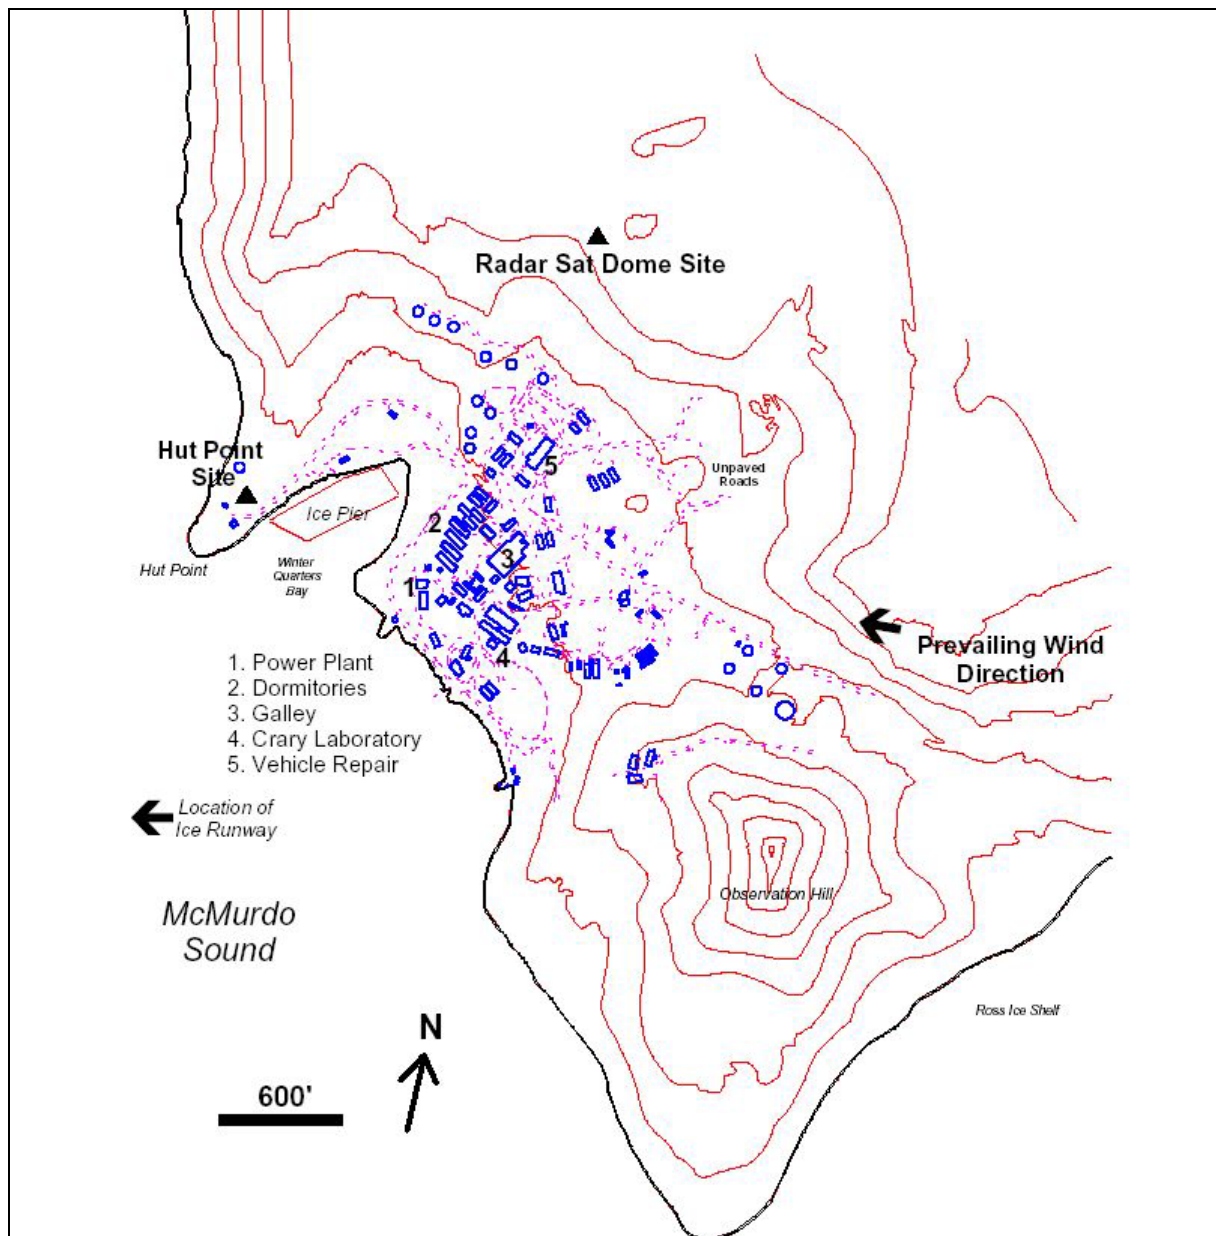 Radar Sat Dome Site
Hut Point
Site
5
Unpaved
Roads
Ice Pier
2
3
Hut Point
Winter
Quarters
Bay
1
Prevailing Wind
Direction
4
1. Power Plant
2. Dormitories
3. Galley
4. Crary Laboratory
5. Vehicle Repair
Location of
Ice Runway
Observation Hill
McMurdo
Sound
Ross Ice Shelf
N
600'